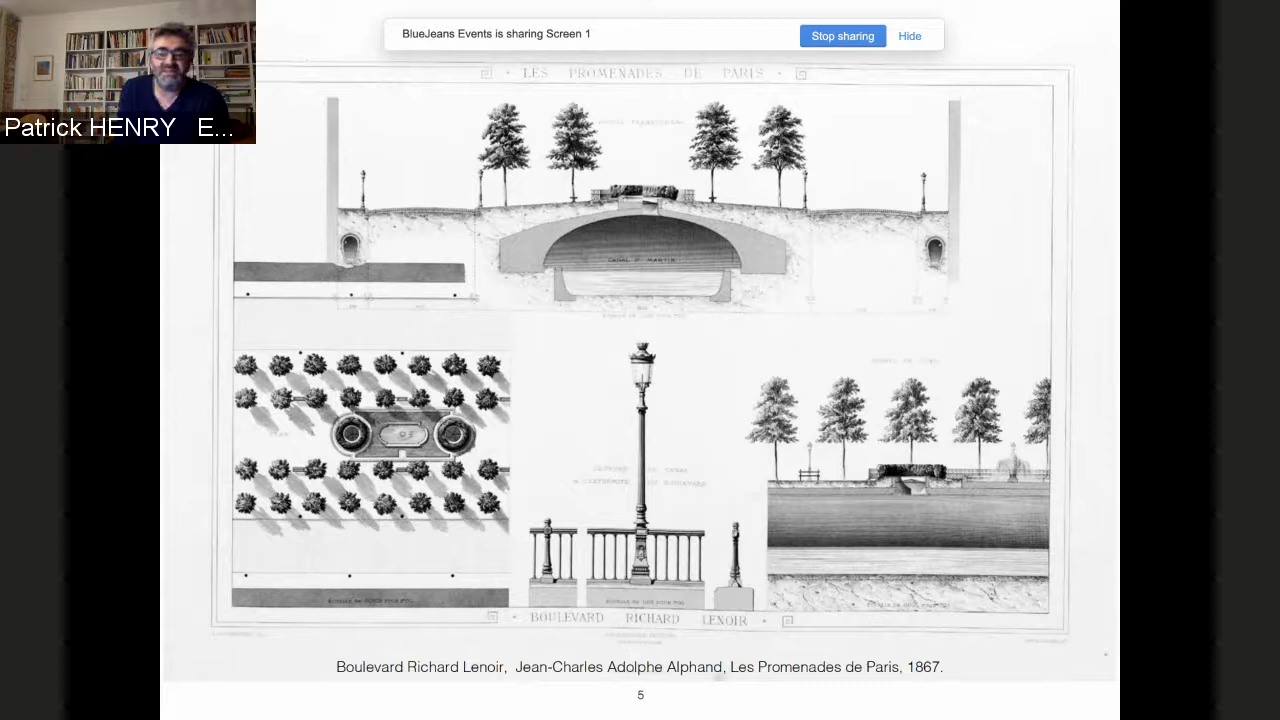 BlueJeans Events is sharing Screen 1
Stop sharing
Hide
Patrick HENRY E...
LES PROMENADES DE PARIS
CANAL St MARTIN
BOULEVARD RICHARD LENOIR
Boulevard Richard Lenoir, Jean-Charles Adolphe Alphand, Les Promenades de Paris, 1867.
5